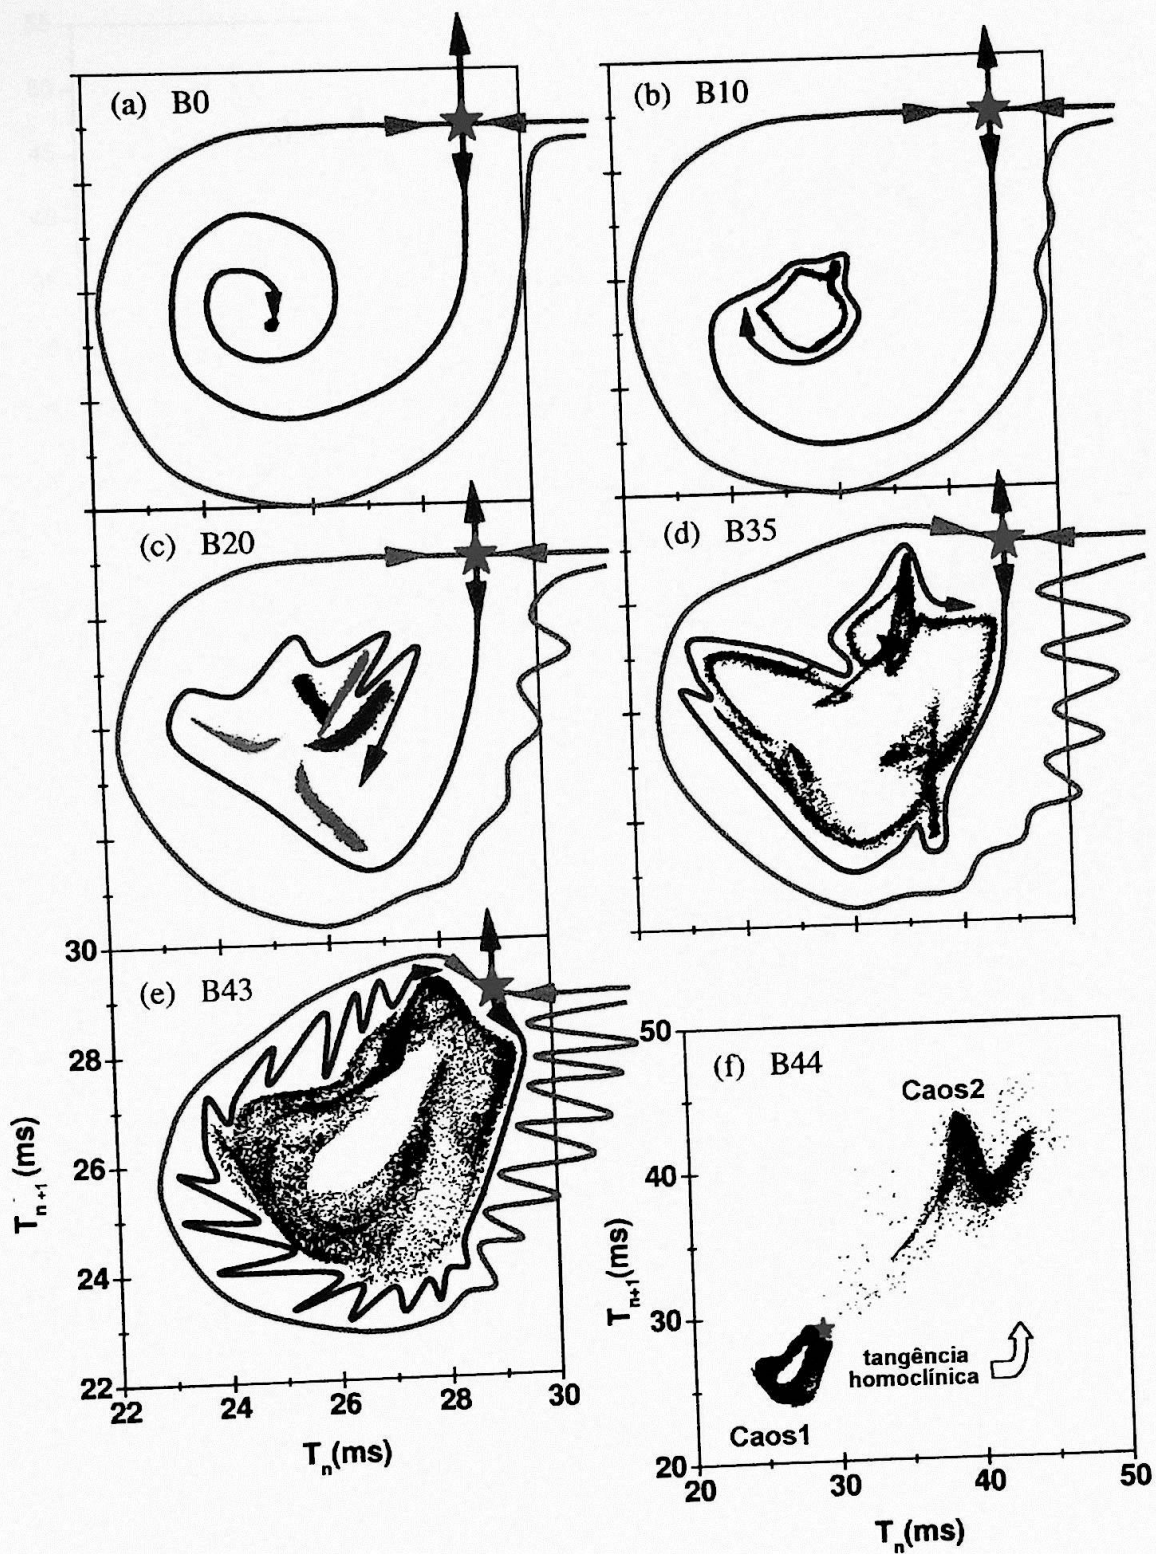 (a) B0
(b) B10
(c) B20
(d) B35
30
(e) B43
28
26
24
22
T_{n+1} (ms)
22 24 26 28 30
T_n(ms)
50
(f) B44
Caos2
40
T_{n+1}(ms)
30
tangência
homoclínica
Caos1
20
20 30 40 50
T_n(ms)